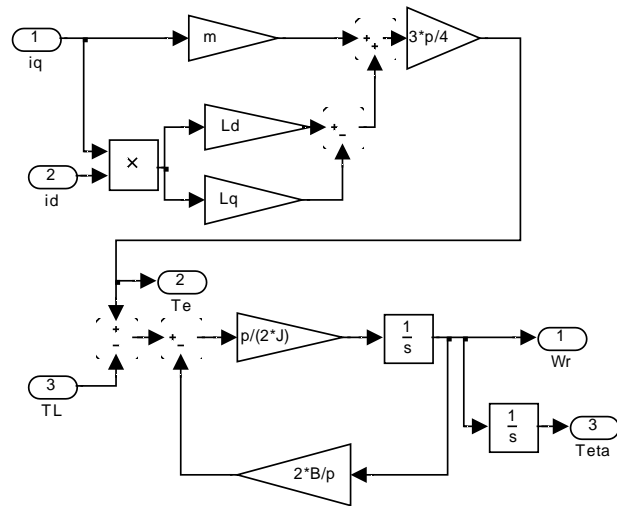 1
iq
m
+
+
3*p/4
Ld
+
−
×
2
id
Lq
2
Te
+
−
+
−
p/(2*J)
1
s
1
Wr
3
TL
1
s
3
Teta
2*B/p